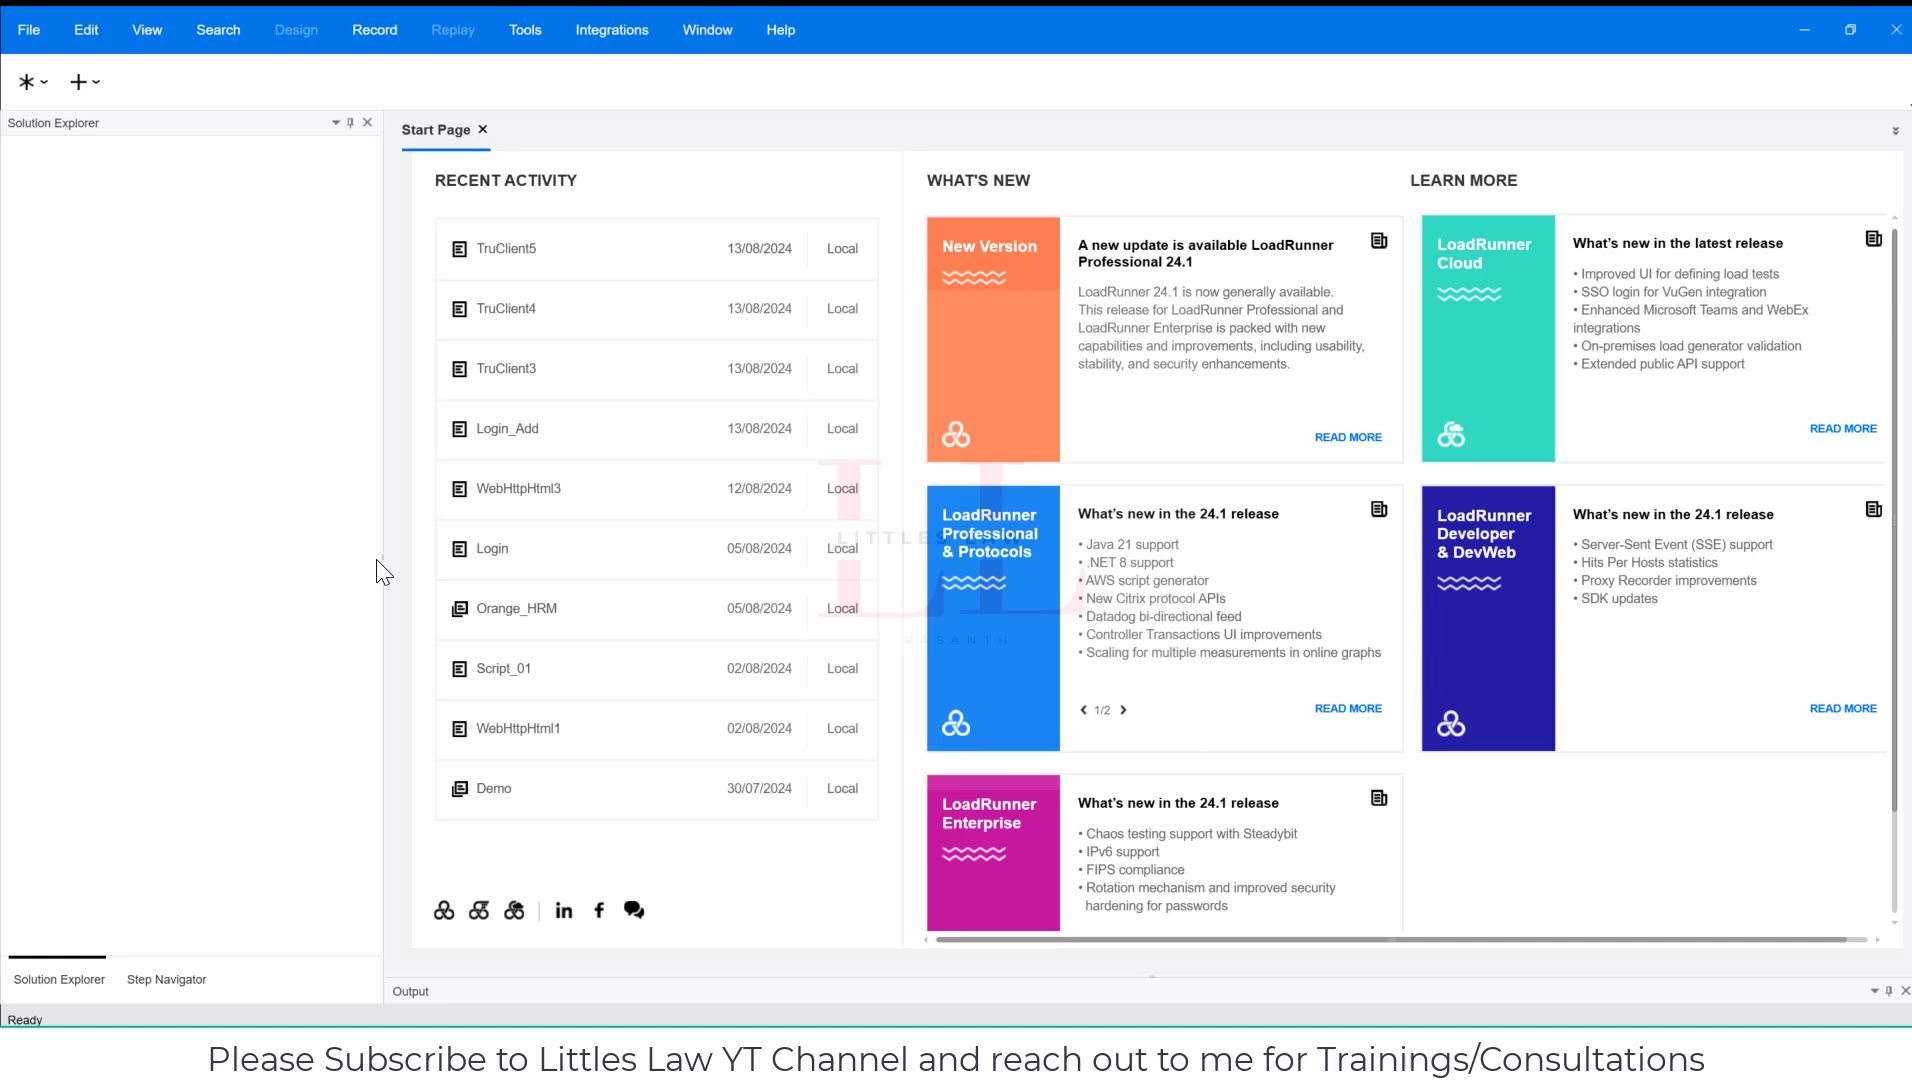 File Edit View Search Design Record Replay Tools Integrations Window Help
Solution Explorer
Start Page
RECENT ACTIVITY
TruClient5 13/08/2024 Local
TruClient4 13/08/2024 Local
TruClient3 13/08/2024 Local
Login_Add 13/08/2024 Local
WebHttpHtml3 12/08/2024 Local
Login 05/08/2024 Local
Orange_HRM 05/08/2024 Local
Script_01 02/08/2024 Local
WebHttpHtml1 02/08/2024 Local
Demo 30/07/2024 Local
WHAT'S NEW
New Version
A new update is available LoadRunner
Professional 24.1
LoadRunner 24.1 is now generally available.
This release for LoadRunner Professional and
LoadRunner Enterprise is packed with new
capabilities and improvements, including usability,
stability, and security enhancements.
READ MORE
LoadRunner
Professional
& Protocols
What's new in the 24.1 release
• Java 21 support
• .NET 8 support
• AWS script generator
• New Citrix protocol APIs
• Datadog bi-directional feed
• Controller Transactions UI improvements
• Scaling for multiple measurements in online graphs
1/2
READ MORE
LoadRunner
Enterprise
What's new in the 24.1 release
• Chaos testing support with Steadybit
• IPv6 support
• FIPS compliance
• Rotation mechanism and improved security
hardening for passwords
LEARN MORE
LoadRunner
Cloud
What's new in the latest release
• Improved UI for defining load tests
• SSO login for VuGen integration
• Enhanced Microsoft Teams and WebEx
integrations
• On-premises load generator validation
• Extended public API support
READ MORE
LoadRunner
Developer
& DevWeb
What's new in the 24.1 release
• Server-Sent Event (SSE) support
• Hits Per Hosts statistics
• Proxy Recorder improvements
• SDK updates
READ MORE
LL
LITTLES LAW
VASANTH
Solution Explorer Step Navigator
Output
Ready
Please Subscribe to Littles Law YT Channel and reach out to me for Trainings/Consultations